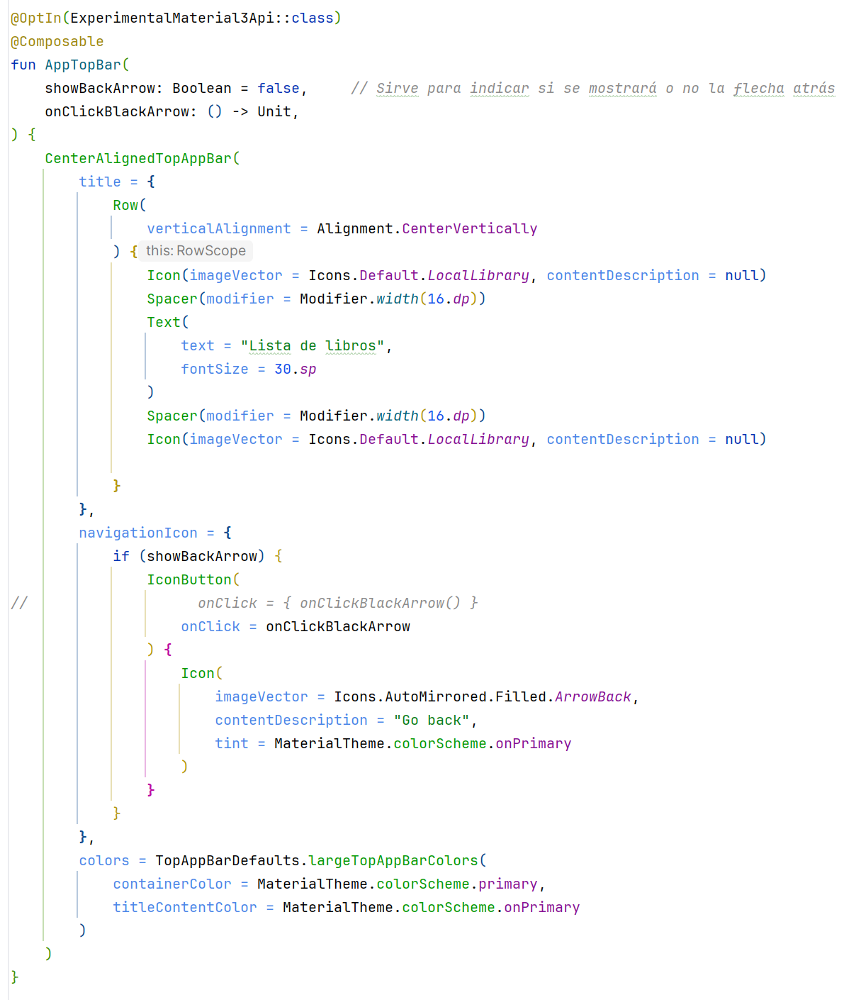 @OptIn(ExperimentalMaterial3Api::class)
@Composable
fun AppTopBar(
    showBackArrow: Boolean = false,     // Sirve para indicar si se mostrará o no la flecha atrás
    onClickBlackArrow: () -> Unit,
) {
    CenterAlignedTopAppBar(
        title = {
            Row(
                verticalAlignment = Alignment.CenterVertically
            ) { this: RowScope
                Icon(imageVector = Icons.Default.LocalLibrary, contentDescription = null)
                Spacer(modifier = Modifier.width(16.dp))
                Text(
                    text = "Lista de libros",
                    fontSize = 30.sp
                )
                Spacer(modifier = Modifier.width(16.dp))
                Icon(imageVector = Icons.Default.LocalLibrary, contentDescription = null)

            }
        },
        navigationIcon = {
            if (showBackArrow) {
                IconButton(
//                    onClick = { onClickBlackArrow() }
                    onClick = onClickBlackArrow
                ) {
                    Icon(
                        imageVector = Icons.AutoMirrored.Filled.ArrowBack,
                        contentDescription = "Go back",
                        tint = MaterialTheme.colorScheme.onPrimary
                    )
                }
            }
        },
        colors = TopAppBarDefaults.largeTopAppBarColors(
            containerColor = MaterialTheme.colorScheme.primary,
            titleContentColor = MaterialTheme.colorScheme.onPrimary
        )
    )
}